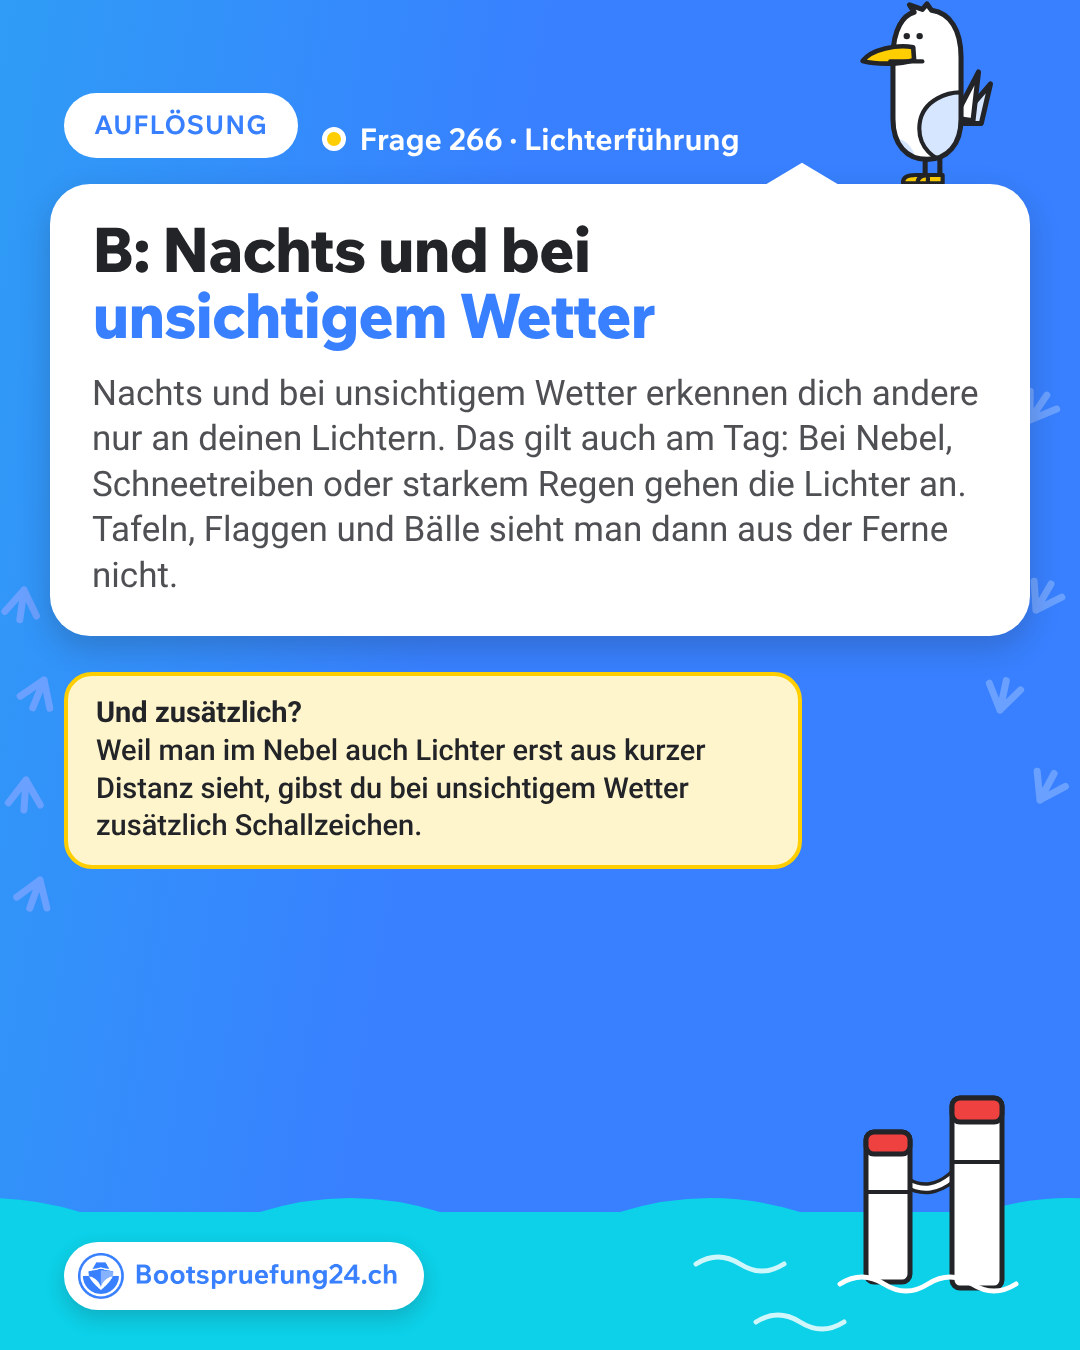 AUFLÖSUNG
Frage 266 · Lichterführung
B: Nachts und bei
unsichtigem Wetter
Nachts und bei unsichtigem Wetter erkennen dich andere
nur an deinen Lichtern. Das gilt auch am Tag: Bei Nebel,
Schneetreiben oder starkem Regen gehen die Lichter an.
Tafeln, Flaggen und Bälle sieht man dann aus der Ferne
nicht.
Und zusätzlich?
Weil man im Nebel auch Lichter erst aus kurzer
Distanz sieht, gibst du bei unsichtigem Wetter
zusätzlich Schallzeichen.
Bootspruefung24.ch